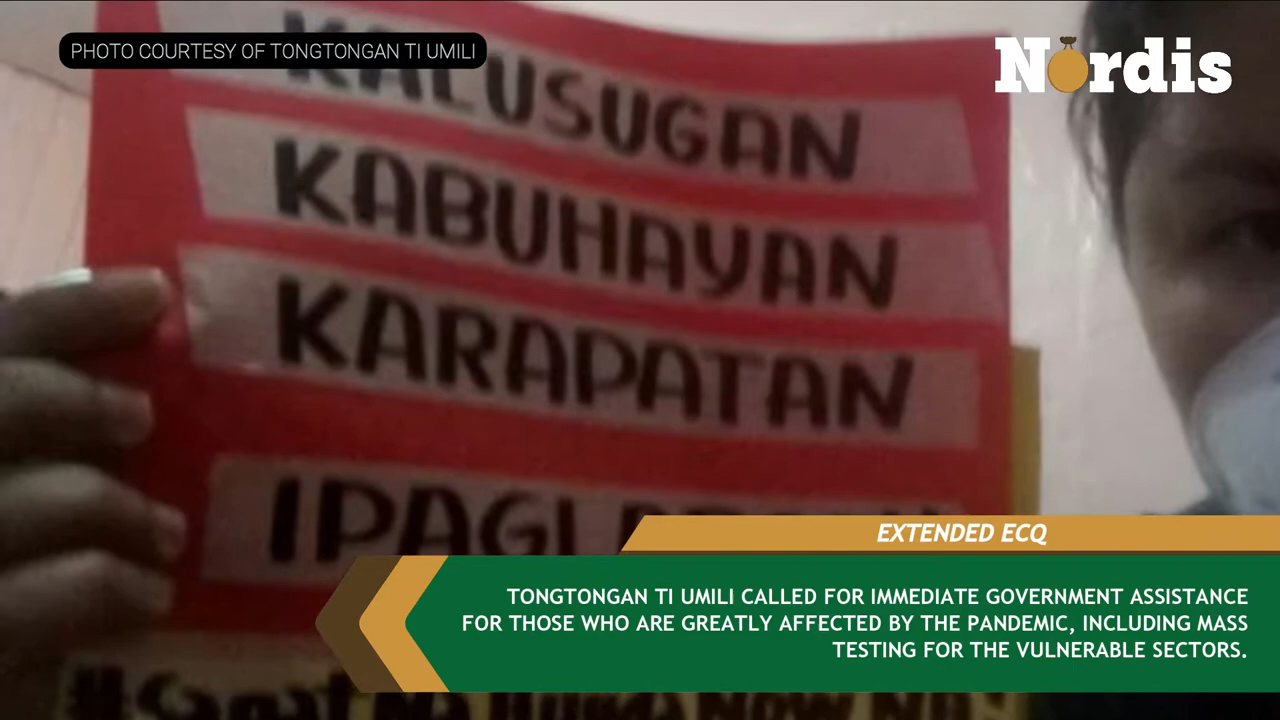 PHOTO COURTESY OF TONGTONGAN TI UMILI
Nordis
KALUSUGAN
KABUHAYAN
KARAPATAN
EXTENDED ECQ
TONGTONGAN TI UMILI CALLED FOR IMMEDIATE GOVERNMENT ASSISTANCE
FOR THOSE WHO ARE GREATLY AFFECTED BY THE PANDEMIC, INCLUDING MASS
TESTING FOR THE VULNERABLE SECTORS.